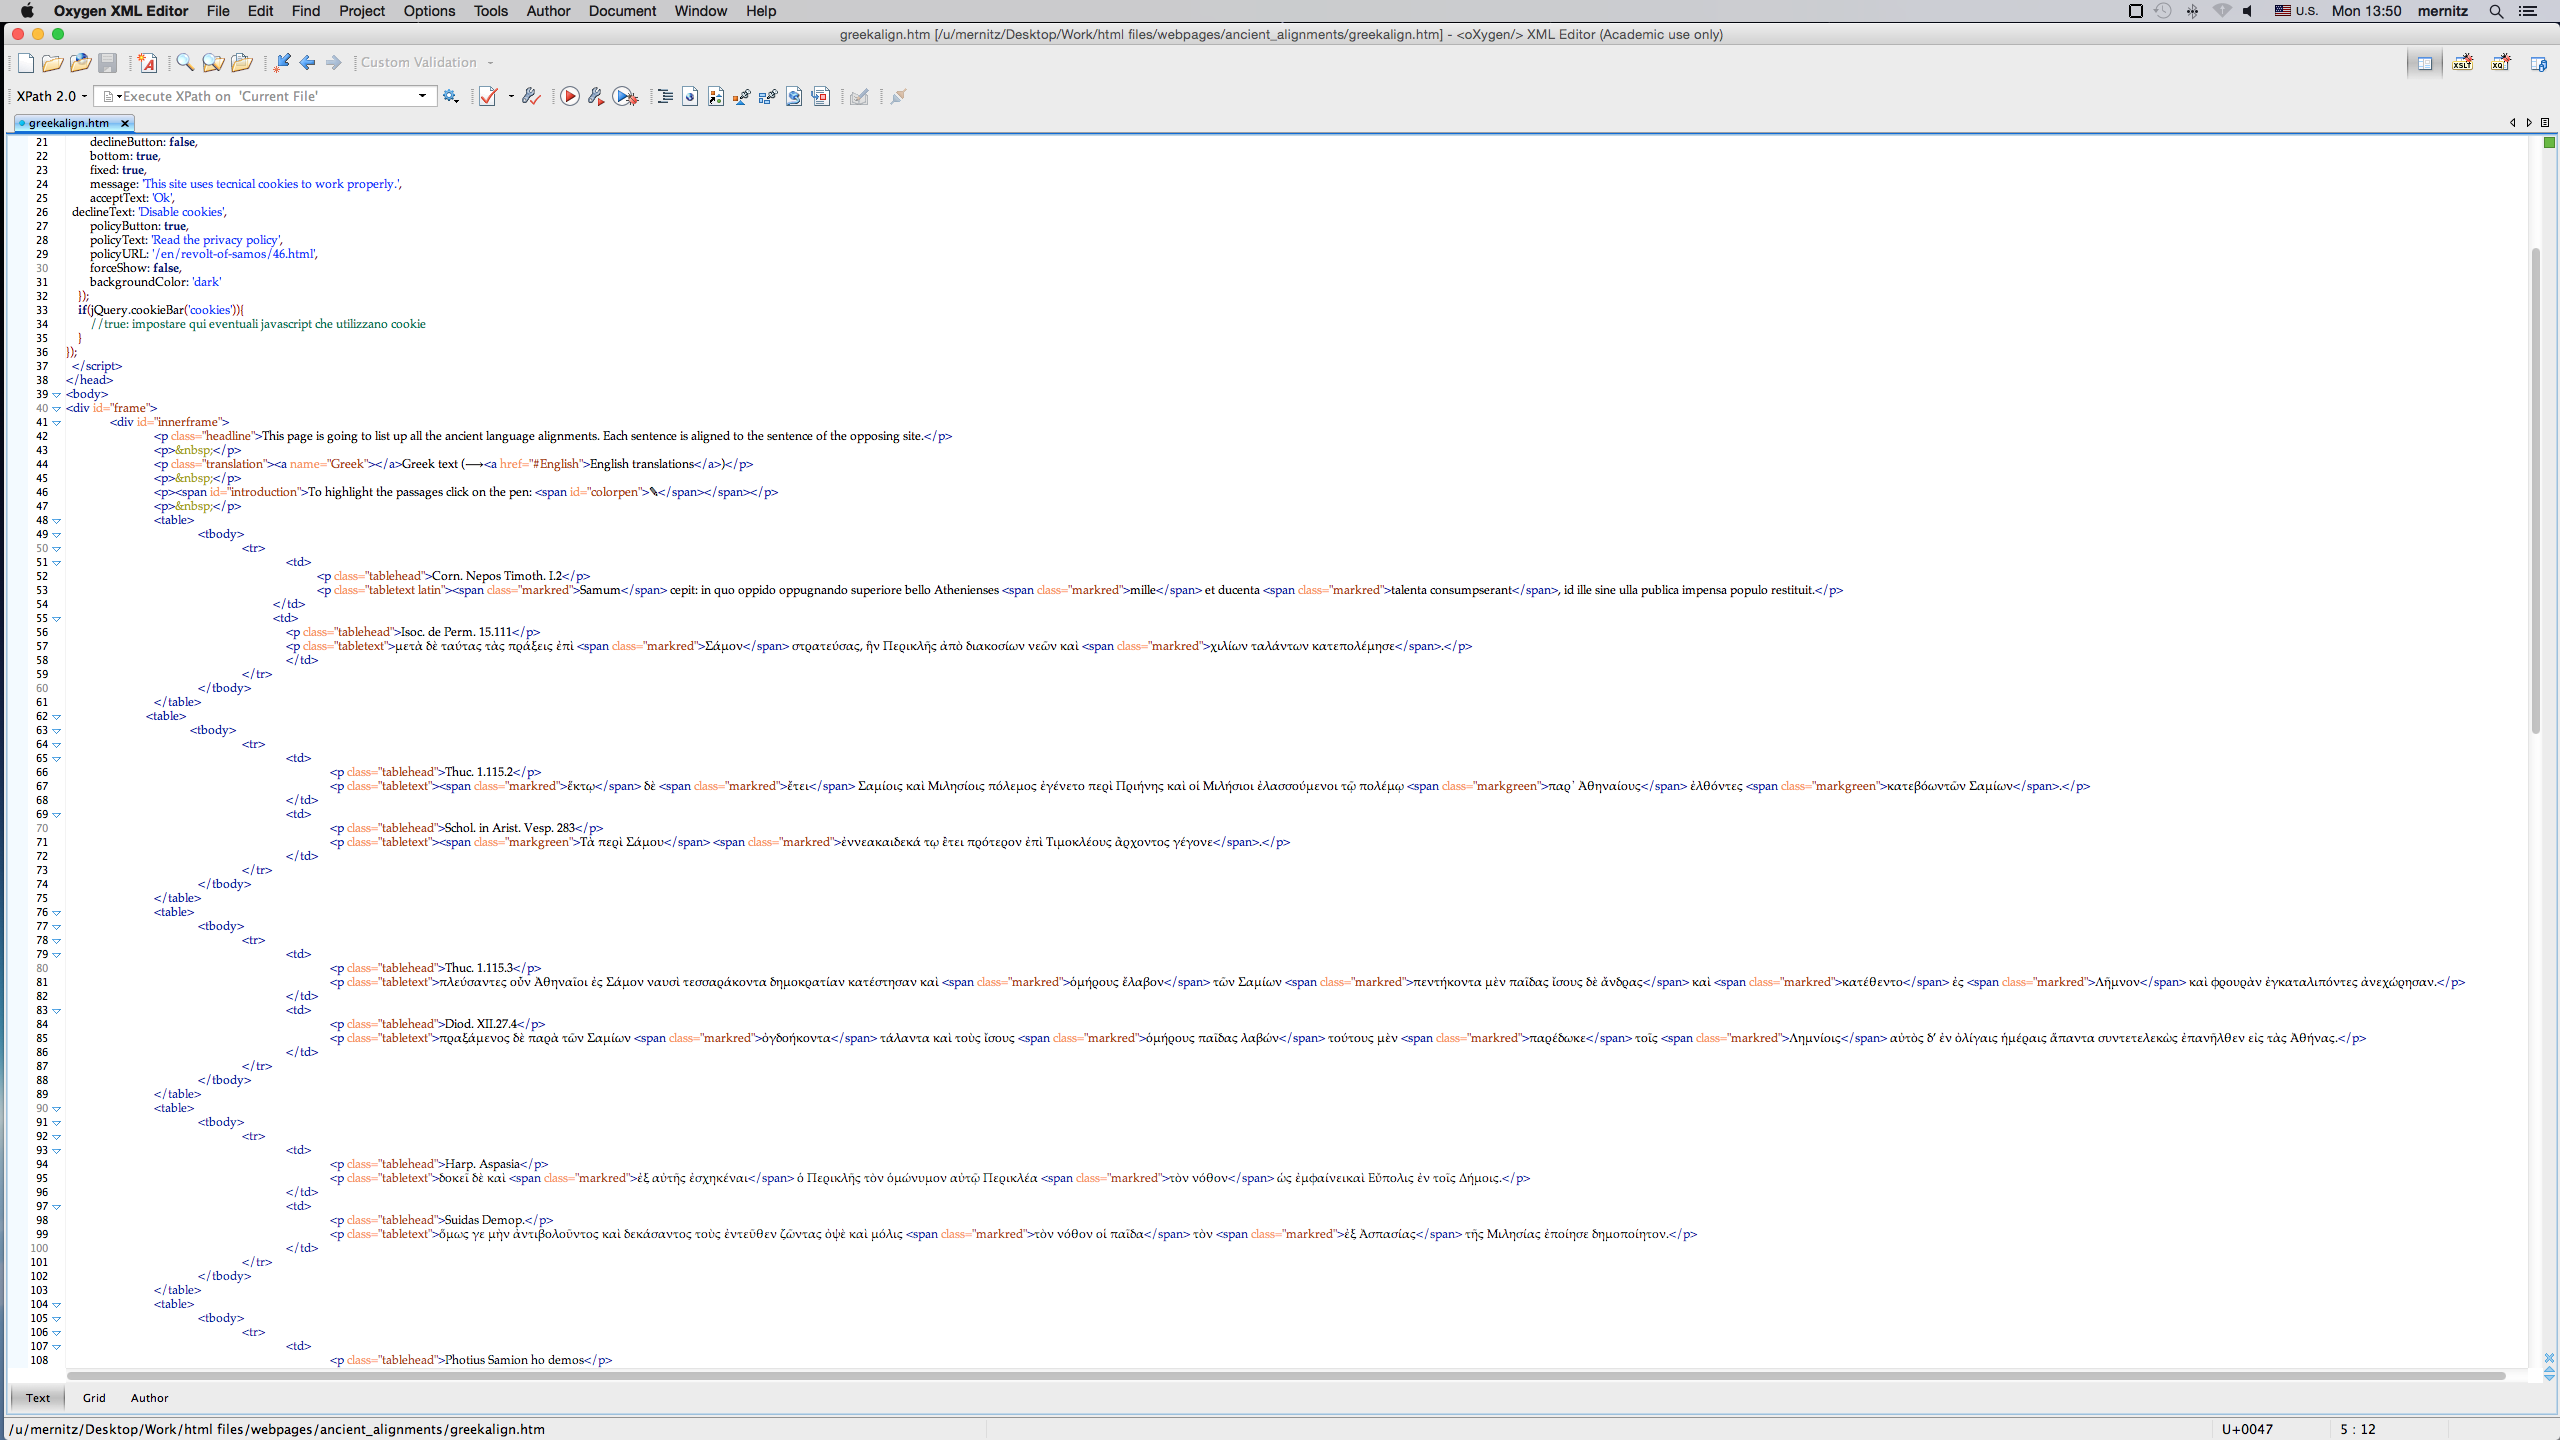 Oxygen XML Editor File Edit Find Project Options Tools Author Document Window Help U.S. Mon 13:50 mernitz
greekalign.htm [/u/mernitz/Desktop/Work/html files/webpages/ancient_alignments/greekalign.htm] - <oXygen/> XML Editor (Academic use only)
Custom Validation
XPath 2.0 Execute XPath on 'Current File'
greekalign.htm
21 declineButton: false,
22 bottom: true,
23 fixed: true,
24 message: 'This site uses tecnical cookies to work properly.',
25 acceptText: 'Ok',
26 declineText: 'Disable cookies',
27 policyButton: true,
28 policyText: 'Read the privacy policy',
29 policyURL: '/en/revolt-of-samos/46.html',
30 forceShow: false,
31 backgroundColor: 'dark'
32 });
33 if(jQuery.cookieBar('cookies')){
34 //true: impostare qui eventuali javascript che utilizzano cookie
35 }
36 });
37 </script>
38 </head>
39 <body>
40 <div id="frame">
41 <div id="innerframe">
42 <p class="headline">This page is going to list up all the ancient language alignments. Each sentence is aligned to the sentence of the opposing site.</p>
43 <p>&nbsp;</p>
44 <p class="translation"><a name="Greek"></a>Greek text (⟶<a href="#English">English translations</a>)</p>
45 <p>&nbsp;</p>
46 <p><span id="introduction">To highlight the passages click on the pen: <span id="colorpen">✎</span></span></p>
47 <p>&nbsp;</p>
48 <table>
49 <tbody>
50 <tr>
51 <td>
52 <p class="tablehead">Corn. Nepos Timoth. I.2</p>
53 <p class="tabletext latin"><span class="markred">Samum</span> cepit: in quo oppido oppugnando superiore bello Athenienses <span class="markred">mille</span> et ducenta <span class="markred">talenta consumpserant</span>, id ille sine ulla publica impensa populo restituit.</p>
54 </td>
55 <td>
56 <p class="tablehead">Isoc. de Perm. 15.111</p>
57 <p class="tabletext">μετὰ δὲ ταύτας τὰς πράξεις ἐπὶ <span class="markred">Σάμον</span> στρατεύσας, ἣν Περικλῆς ἀπὸ διακοσίων νεῶν καὶ <span class="markred">χιλίων ταλάντων κατεπολέμησε</span>.</p>
58 </td>
59 </tr>
60 </tbody>
61 </table>
62 <table>
63 <tbody>
64 <tr>
65 <td>
66 <p class="tablehead">Thuc. 1.115.2</p>
67 <p class="tabletext"><span class="markred">ἕκτῳ</span> δὲ <span class="markred">ἔτει</span> Σαμίοις καὶ Μιλησίοις πόλεμος ἐγένετο περὶ Πριήνης καὶ οἱ Μιλήσιοι ἐλασσούμενοι τῷ πολέμῳ <span class="markgreen">παρ᾽ Ἀθηναίους</span> ἐλθόντες <span class="markgreen">κατεβόωντῶν Σαμίων</span>.</p>
68 </td>
69 <td>
70 <p class="tablehead">Schol. in Arist. Vesp. 283</p>
71 <p class="tabletext"><span class="markgreen">Τὰ περὶ Σάμου</span> <span class="markred">ἐννεακαιδεκά τῳ ἔτει πρότερον ἐπὶ Τιμοκλέους ἄρχοντος γέγονε</span>.</p>
72 </td>
73 </tr>
74 </tbody>
75 </table>
76 <table>
77 <tbody>
78 <tr>
79 <td>
80 <p class="tablehead">Thuc. 1.115.3</p>
81 <p class="tabletext">πλεύσαντες οὖν Ἀθηναῖοι ἐς Σάμον ναυσὶ τεσσαράκοντα δημοκρατίαν κατέστησαν καὶ <span class="markred">ὁμήρους ἔλαβον</span> τῶν Σαμίων <span class="markred">πεντήκοντα μὲν παῖδας ἴσους δὲ ἄνδρας</span> καὶ <span class="markred">κατέθεντο</span> ἐς <span class="markred">Λῆμνον</span> καὶ φρουρὰν ἐγκαταλιπόντες ἀνεχώρησαν.</p>
82 </td>
83 <td>
84 <p class="tablehead">Diod. XII.27.4</p>
85 <p class="tabletext">πραξάμενος δὲ παρὰ τῶν Σαμίων <span class="markred">ὀγδοήκοντα</span> τάλαντα καὶ τοὺς ἴσους <span class="markred">ὁμήρους παῖδας λαβών</span> τούτους μὲν <span class="markred">παρέδωκε</span> τοῖς <span class="markred">Λημνίοις</span> αὐτὸς δ’ ἐν ὀλίγαις ἡμέραις ἅπαντα συντετελεκὼς ἐπανῆλθεν εἰς τὰς Ἀθήνας.</p>
86 </td>
87 </tr>
88 </tbody>
89 </table>
90 <table>
91 <tbody>
92 <tr>
93 <td>
94 <p class="tablehead">Harp. Aspasia</p>
95 <p class="tabletext">δοκεῖ δὲ καὶ <span class="markred">ἐξ αὐτῆς ἐσχηκέναι</span> ὁ Περικλῆς τὸν ὁμώνυμον αὐτῷ Περικλέα <span class="markred">τὸν νόθον</span> ὡς ἐμφαίνεικαὶ Εὔπολις ἐν τοῖς Δήμοις.</p>
96 </td>
97 <td>
98 <p class="tablehead">Suidas Demop.</p>
99 <p class="tabletext">ὅμως γε μὴν ἀντιβολοῦντος καὶ δεκάσαντος τοὺς ἐντεῦθεν ζῶντας ὀψὲ καὶ μόλις <span class="markred">τὸν νόθον οἱ παῖδα</span> τὸν <span class="markred">ἐξ Ἀσπασίας</span> τῆς Μιλησίας ἐποίησε δημοποίητον.</p>
100 </td>
101 </tr>
102 </tbody>
103 </table>
104 <table>
105 <tbody>
106 <tr>
107 <td>
108 <p class="tablehead">Photius Samion ho demos</p>
Text Grid Author
/u/mernitz/Desktop/Work/html files/webpages/ancient_alignments/greekalign.htm U+0047 5 : 12